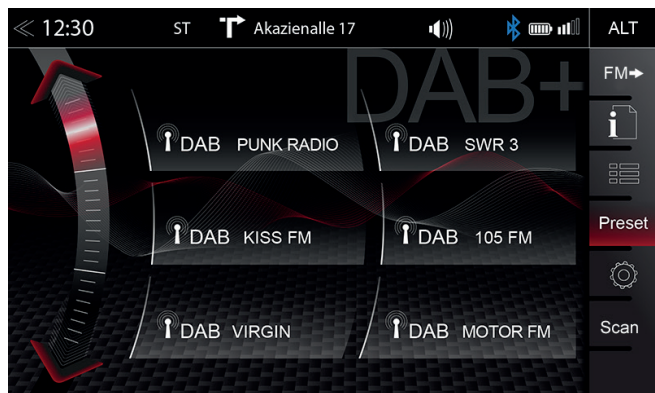 12:30 ST Akazienalle 17 ALT
DAB+
FM
i
DAB PUNK RADIO DAB SWR 3
DAB KISS FM DAB 105 FM
Preset
DAB VIRGIN DAB MOTOR FM
Scan